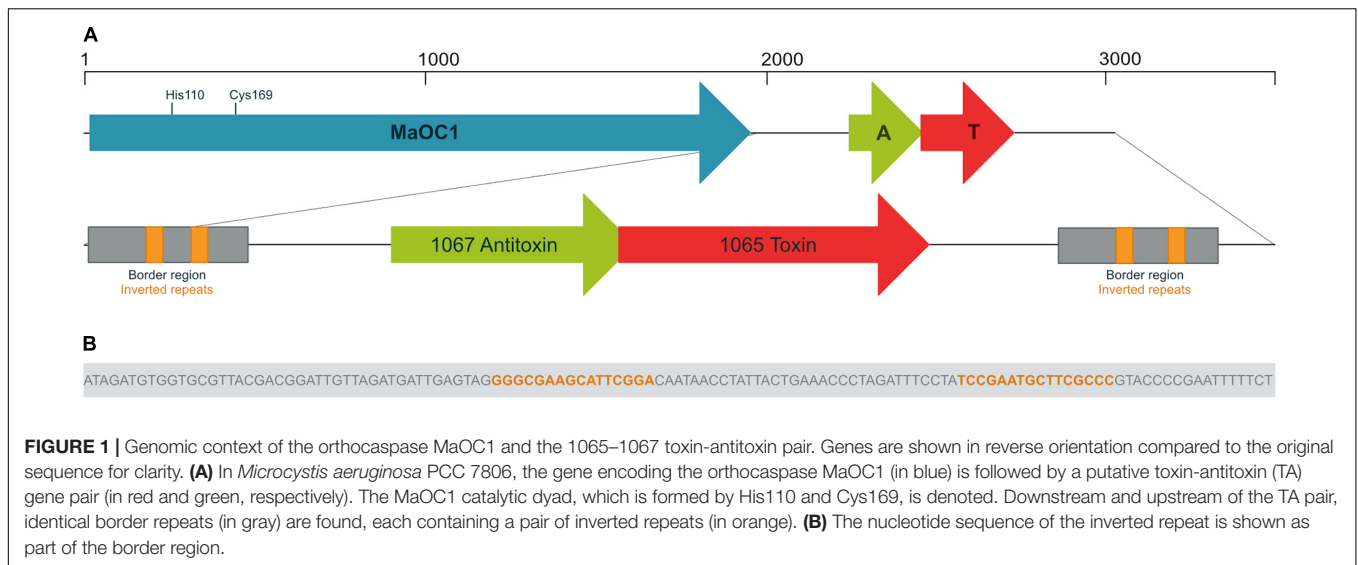 A
1 1000 2000 3000
His110 Cys169
MaOC1 A T
1067 Antitoxin 1065 Toxin
Border region Border region
Inverted repeats Inverted repeats
B
ATAGATGTGGTGCGTTACGACGGATTGTTAGATGATTGAGTAGGGGCGAAGCATTCGGACAATAACCTATTACTGAAACCCTAGATTTCCTATCCGAATGCTTCGCCCGTACCCCGAATTTTTCT
FIGURE 1 | Genomic context of the orthocaspase MaOC1 and the 1065–1067 toxin-antitoxin pair. Genes are shown in reverse orientation compared to the original
sequence for clarity. (A) In Microcystis aeruginosa PCC 7806, the gene encoding the orthocaspase MaOC1 (in blue) is followed by a putative toxin-antitoxin (TA)
gene pair (in red and green, respectively). The MaOC1 catalytic dyad, which is formed by His110 and Cys169, is denoted. Downstream and upstream of the TA pair,
identical border repeats (in gray) are found, each containing a pair of inverted repeats (in orange). (B) The nucleotide sequence of the inverted repeat is shown as
part of the border region.